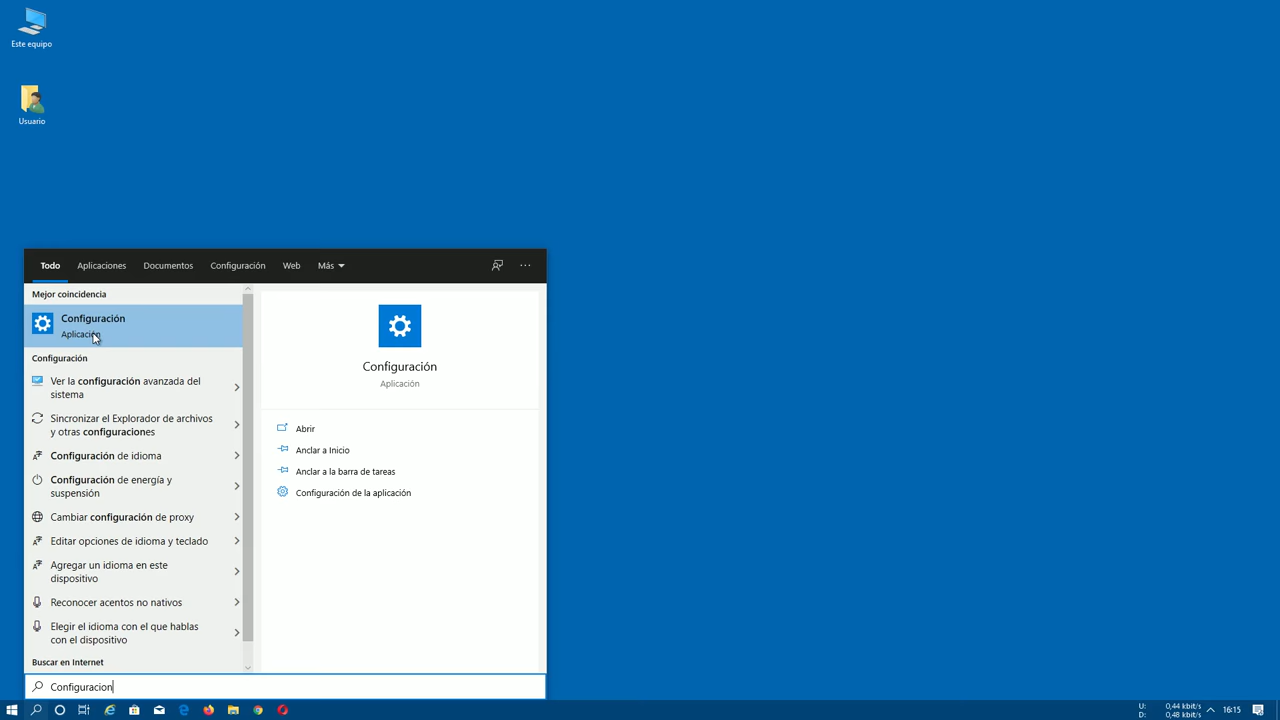 Este equipo
Usuario
Todo
Aplicaciones
Documentos
Configuración
Web
Más
Mejor coincidencia
Configuración
Aplicación
Configuración
Ver la configuración avanzada del
sistema
Sincronizar el Explorador de archivos
y otras configuraciones
Configuración de idioma
Configuración de energía y
suspensión
Cambiar configuración de proxy
Editar opciones de idioma y teclado
Agregar un idioma en este
dispositivo
Reconocer acentos no nativos
Elegir el idioma con el que hablas
con el dispositivo
Buscar en Internet
Configuración
Aplicación
Abrir
Anclar a Inicio
Anclar a la barra de tareas
Configuración de la aplicación
Configuracion
U: 0,44 kbit/s
D: 0,48 kbit/s
16:15